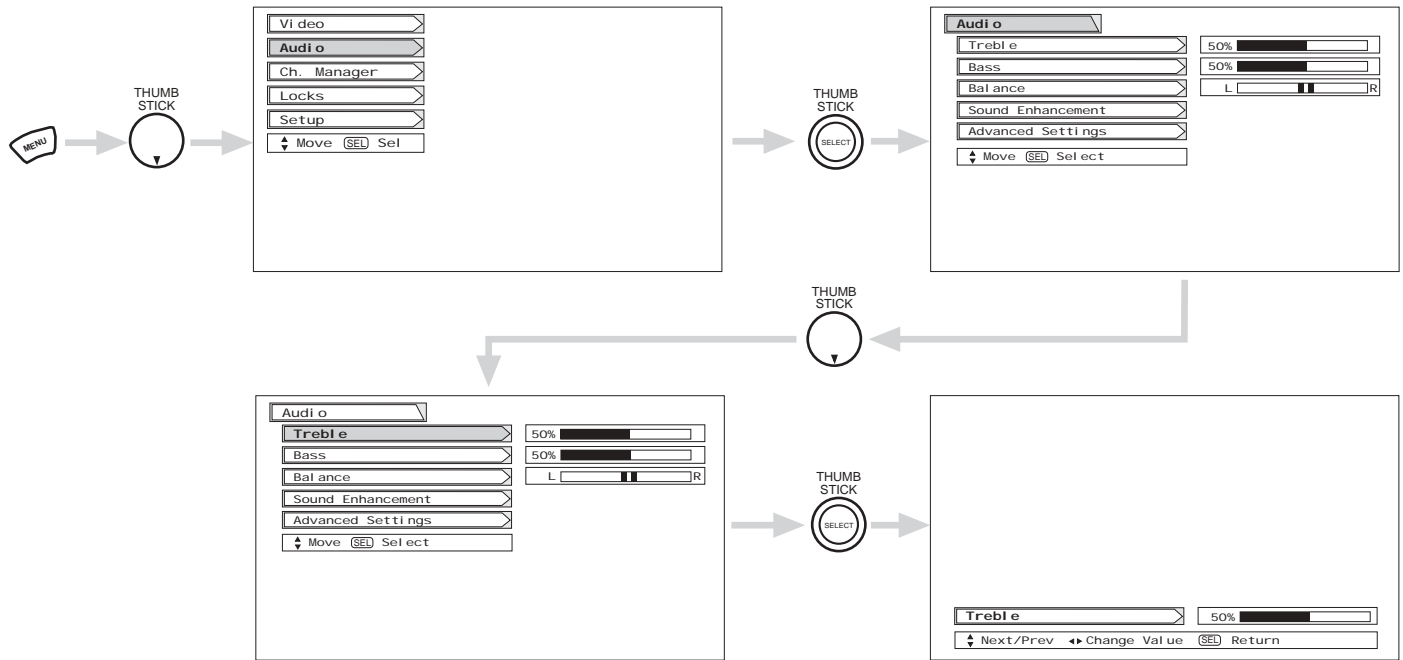 MENU
THUMB
STICK
Video
Audio
Ch. Manager
Locks
Setup
Move SEL Sel
THUMB
STICK
SELECT
Audio
Treble 50%
Bass 50%
Balance L R
Sound Enhancement
Advanced Settings
Move SEL Select
THUMB
STICK
Audio
Treble 50%
Bass 50%
Balance L R
Sound Enhancement
Advanced Settings
Move SEL Select
THUMB
STICK
SELECT
Treble 50%
Next/Prev Change Value SEL Return